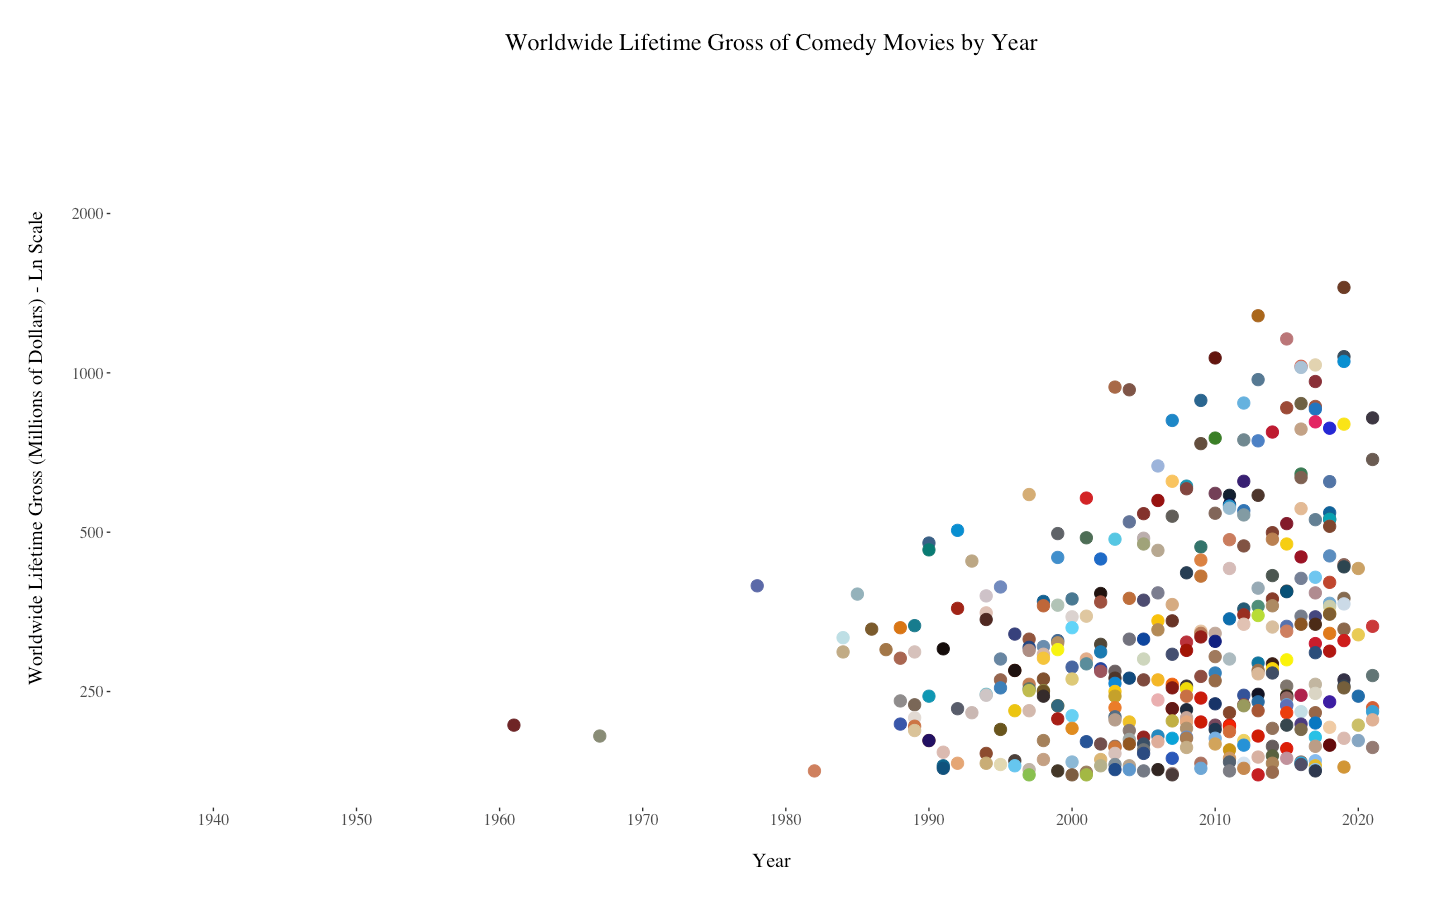 Worldwide Lifetime Gross of Comedy Movies by Year
Worldwide Lifetime Gross (Millions of Dollars) - Ln Scale
2000
1000
500
250
1940 1950 1960 1970 1980 1990 2000 2010 2020
Year